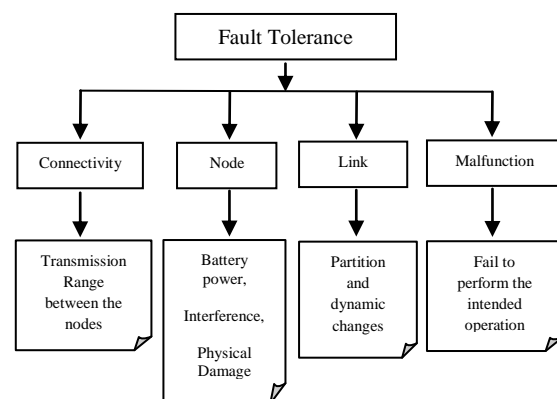 Fault Tolerance
Connectivity
Node
Link
Malfunction
Transmission
Range
between the
nodes
Battery
power,
Interference,
Physical
Damage
Partition
and
dynamic
changes
Fail to
perform the
intended
operation